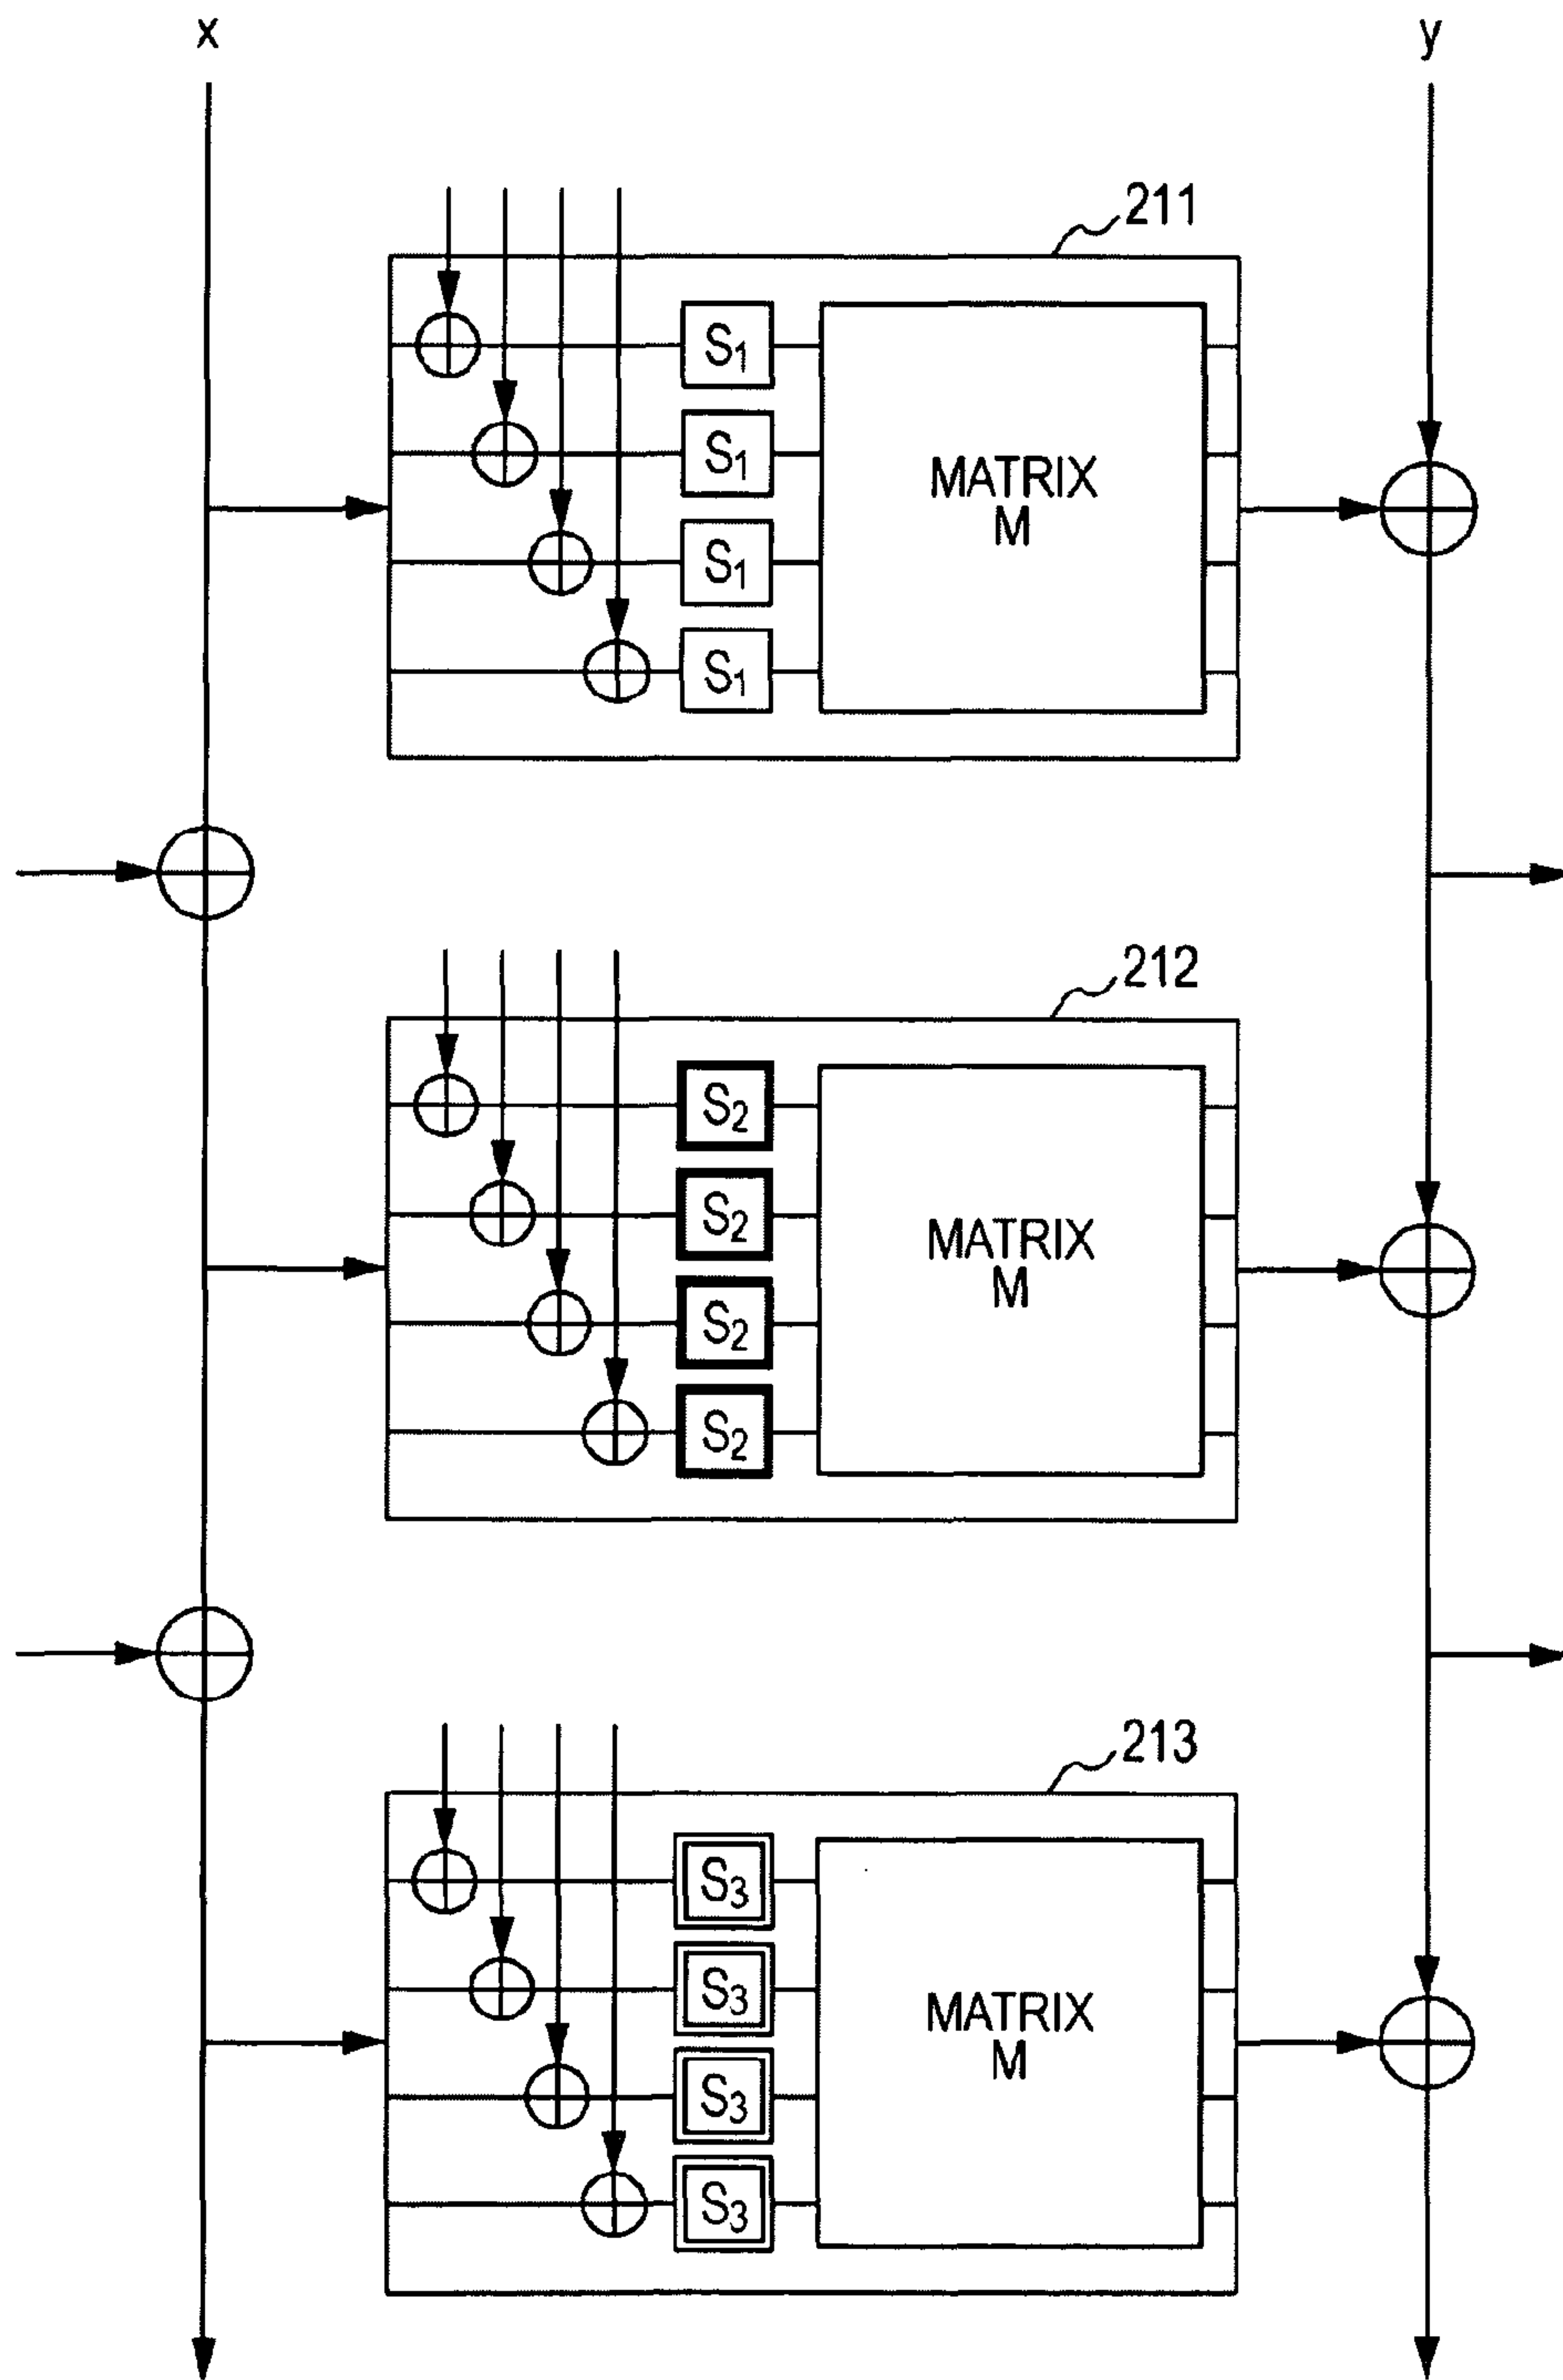 x
y
211
S₁
S₁
MATRIX
M
S₁
S₁
212
S₂
S₂
MATRIX
M
S₂
S₂
213
S₃
S₃
MATRIX
M
S₃
S₃